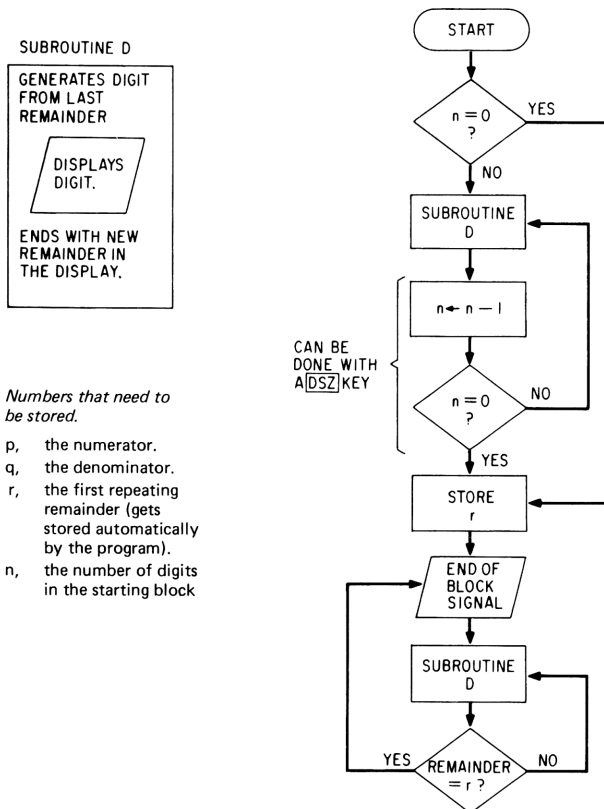 SUBROUTINE D
GENERATES DIGIT
FROM LAST
REMAINDER
DISPLAYS
DIGIT.
ENDS WITH NEW
REMAINDER IN
THE DISPLAY.
Numbers that need to
be stored.
p, the numerator.
q, the denominator.
r, the first repeating
remainder (gets
stored automatically
by the program).
n, the number of digits
in the starting block
START
n=0
?
YES
NO
SUBROUTINE
D
n←n−1
CAN BE
DONE WITH
A DSZ KEY
n=0
?
NO
YES
STORE
r
END OF
BLOCK
SIGNAL
SUBROUTINE
D
YES
REMAINDER
=r?
NO